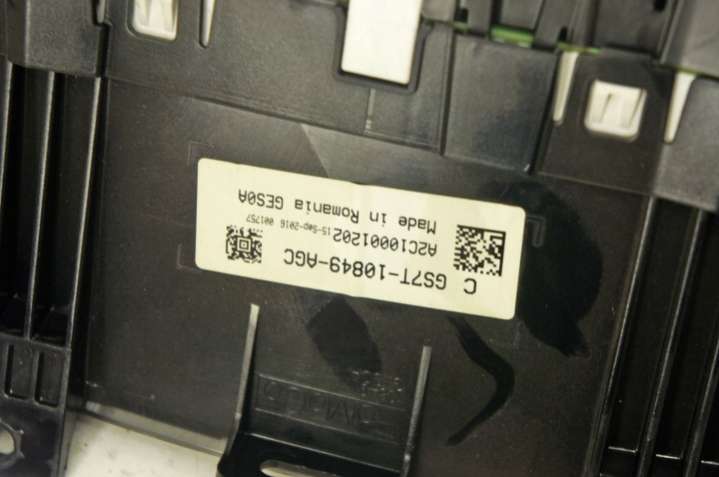 C GS7T-10849-AGC
A2C10001202 15-Sep-2016 001757
Made in Romania GES0A